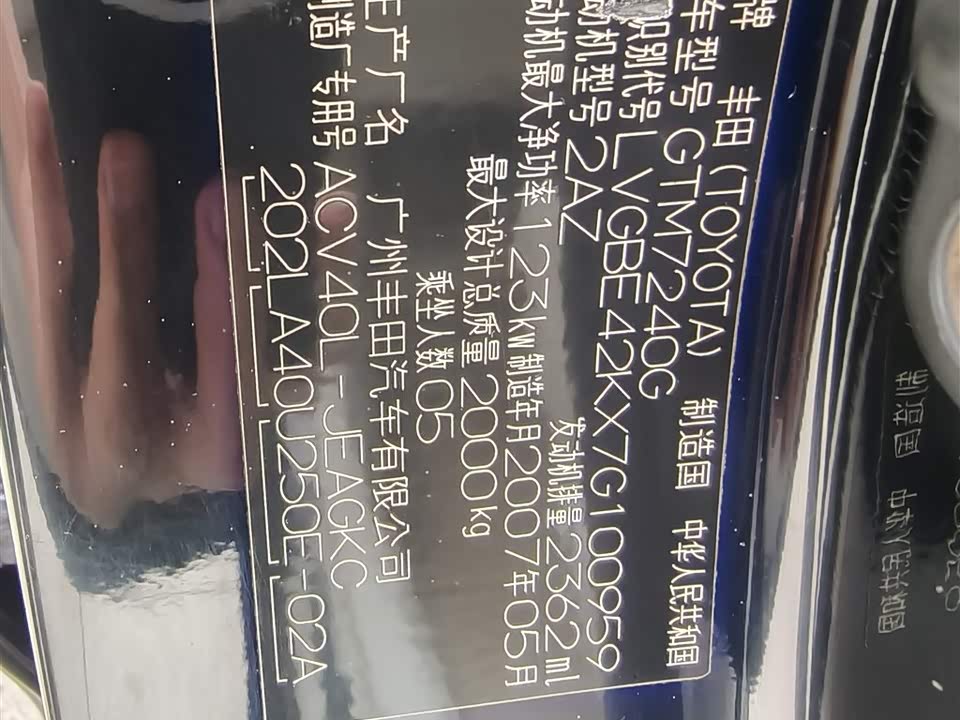 牌 丰田(TOYOTA) 制造国 中华人民共和国
车型号 GTM7240G
识别代号 LVGBE42KX7G100959
动机型号 2AZ 发动机排量 2362ml
动机最大净功率 123kW 制造年月 2007年05月
最大设计总质量 2000kg
乘坐人数 05
生产厂名 广州丰田汽车有限公司
制造厂专用号 ACV40L-JEAGKC
202LA40U250E-02A
制造国